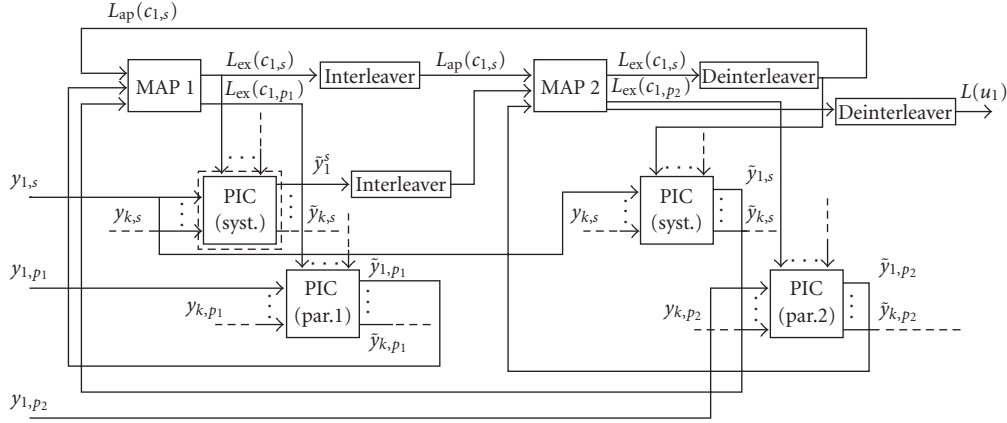 L_ap(c_{1,s})
L_ex(c_{1,s})
L_ap(c_{1,s})
L_ex(c_{1,s})
MAP 1
Interleaver
MAP 2
Deinterleaver
L_ex(c_{1,p_1})
L_ex(c_{1,p_2})
Deinterleaver
L(u_1)
y_{1,s}
PIC
(syst.)
ỹ_1^s
Interleaver
PIC
(syst.)
ỹ_{1,s}
y_{k,s}
ỹ_{k,s}
y_{k,s}
ỹ_{k,s}
y_{1,p_1}
PIC
(par.1)
ỹ_{1,p_1}
PIC
(par.2)
ỹ_{1,p_2}
y_{k,p_1}
ỹ_{k,p_1}
y_{k,p_2}
ỹ_{k,p_2}
y_{1,p_2}